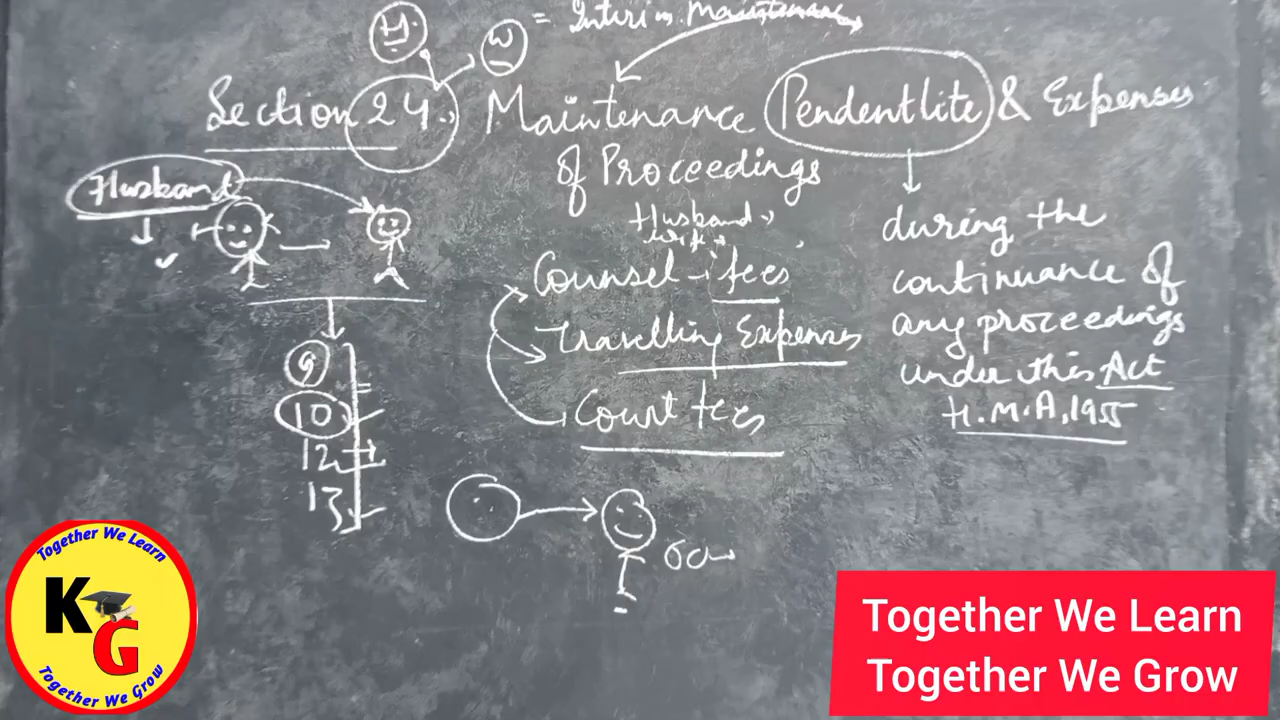 H
W
= Interim Maintenance
Section 24., Maintenance Pendentlite & Expenses
of Proceedings
Husband
Husband
Wife
Counsel - fees
Travelling Expenses
Court fees
during the
continuance of
any proceedings
under this Act
H.M.A, 1955
9
10
12
13
Together We Learn
KG
Together We Grow
Together We Learn
Together We Grow